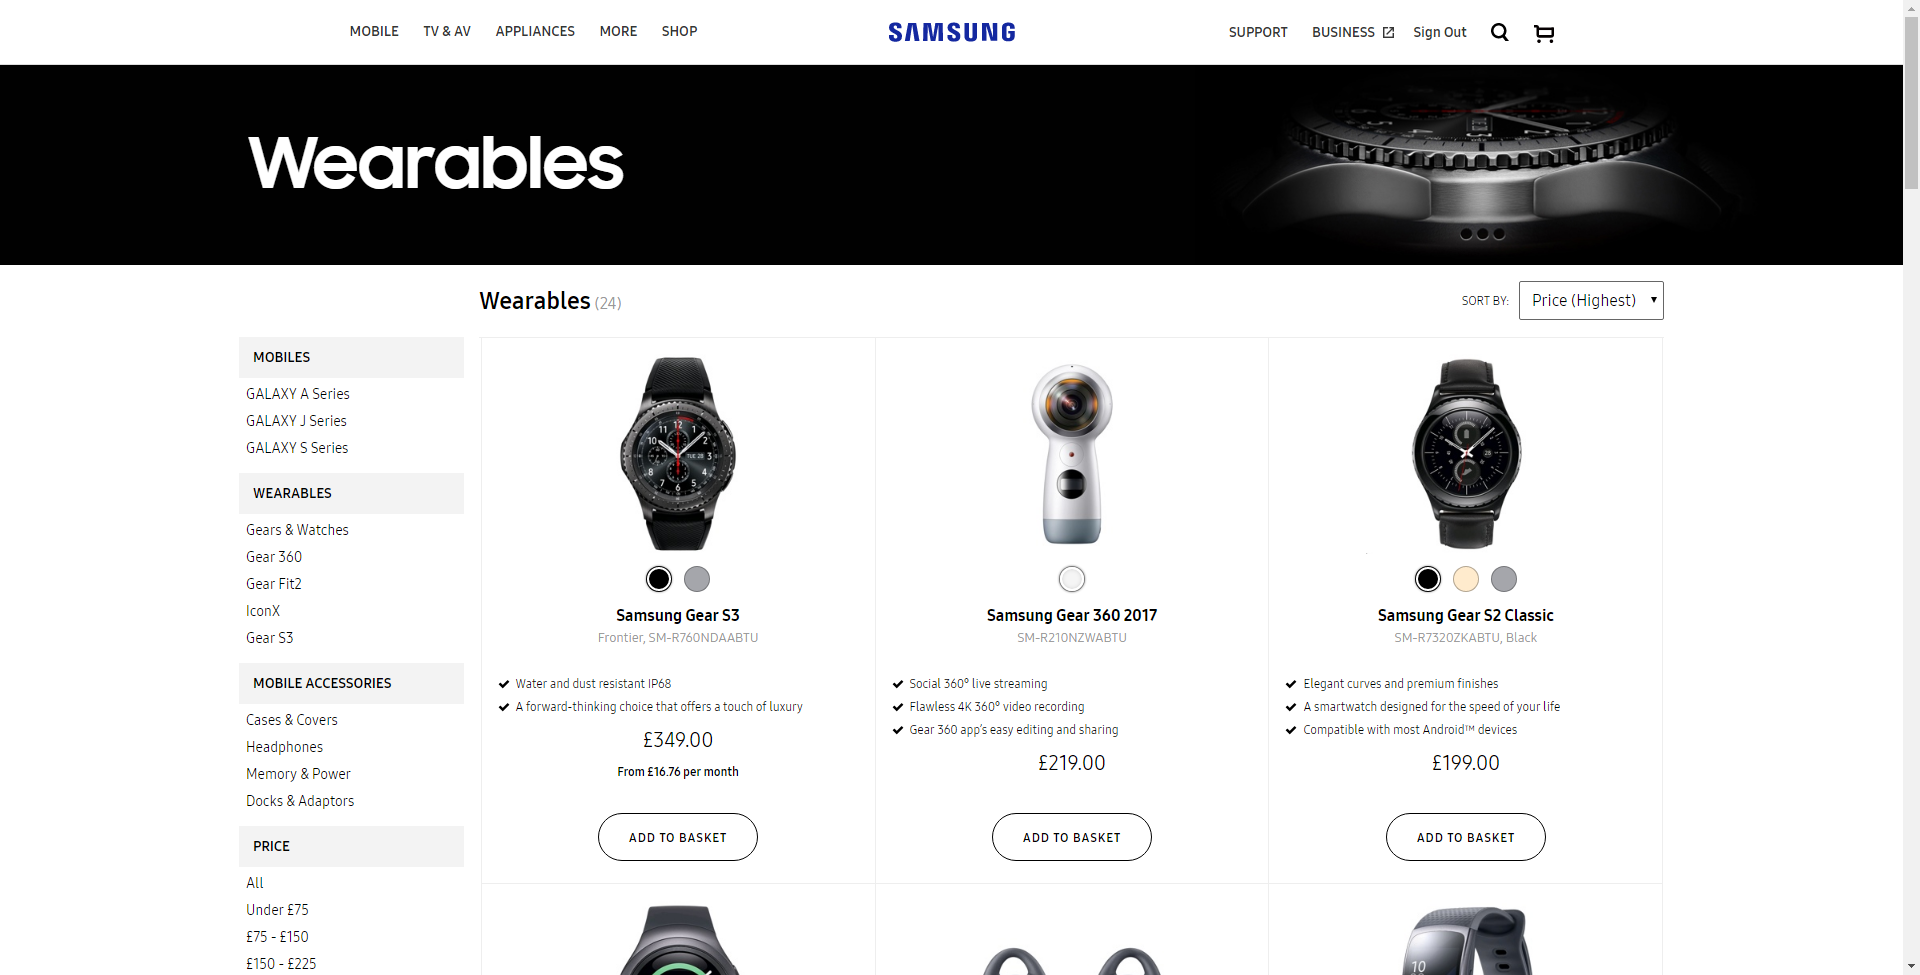 MOBILE TV & AV APPLIANCES MORE SHOP SAMSUNG SUPPORT BUSINESS Sign Out
Wearables
Wearables (24) SORT BY: Price (Highest)
MOBILES
GALAXY A Series
GALAXY J Series
GALAXY S Series
WEARABLES
Gears & Watches
Gear 360
Gear Fit2
IconX
Gear S3
MOBILE ACCESSORIES
Cases & Covers
Headphones
Memory & Power
Docks & Adaptors
PRICE
All
Under £75
£75 - £150
£150 - £225
Samsung Gear S3
Frontier, SM-R760NDAABTU
Water and dust resistant IP68
A forward-thinking choice that offers a touch of luxury
£349.00
From £16.76 per month
ADD TO BASKET
Samsung Gear 360 2017
SM-R210NZWABTU
Social 360º live streaming
Flawless 4K 360º video recording
Gear 360 app's easy editing and sharing
£219.00
ADD TO BASKET
Samsung Gear S2 Classic
SM-R7320ZKABTU, Black
Elegant curves and premium finishes
A smartwatch designed for the speed of your life
Compatible with most Android™ devices
£199.00
ADD TO BASKET
10